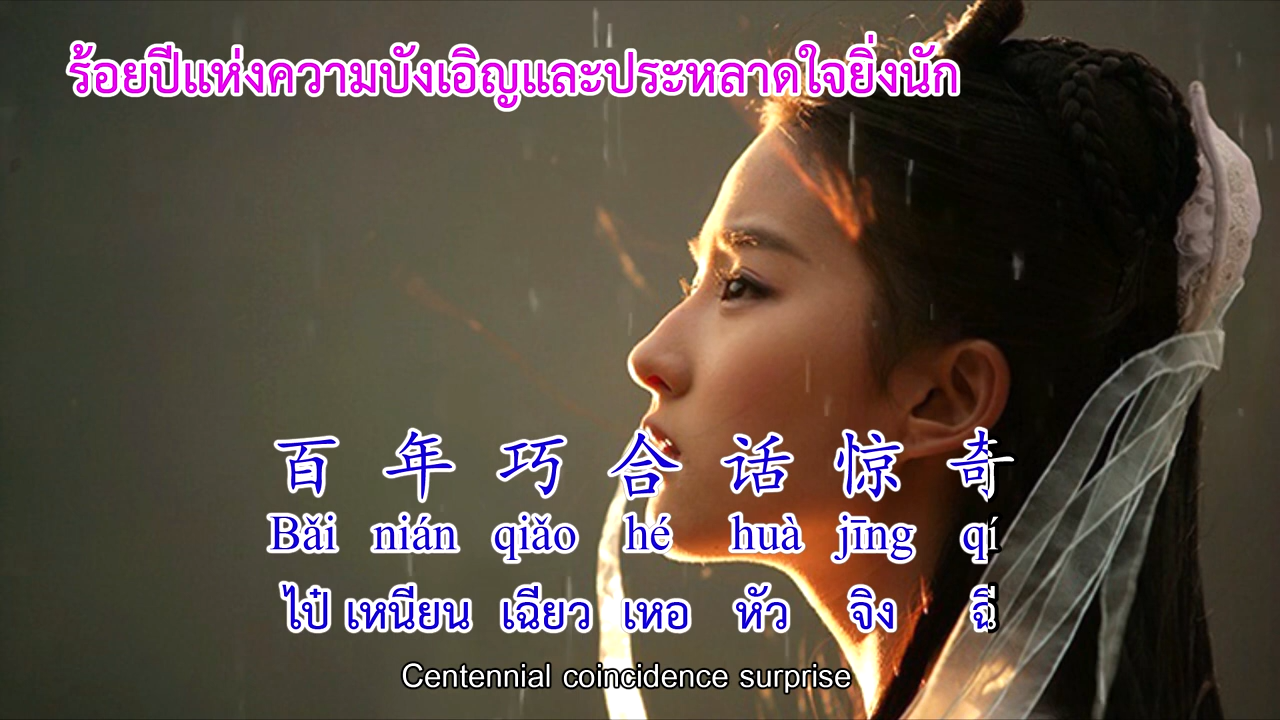 ร้อยปีแห่งความบังเอิญและประหลาดใจยิ่งนัก
百 年 巧 合 话 惊 奇
Bǎi nián qiǎo hé huà jīng qí
ไป๋ เหนียน เฉียว เหอ หัว จิง ฉี
Centennial coincidence surprise